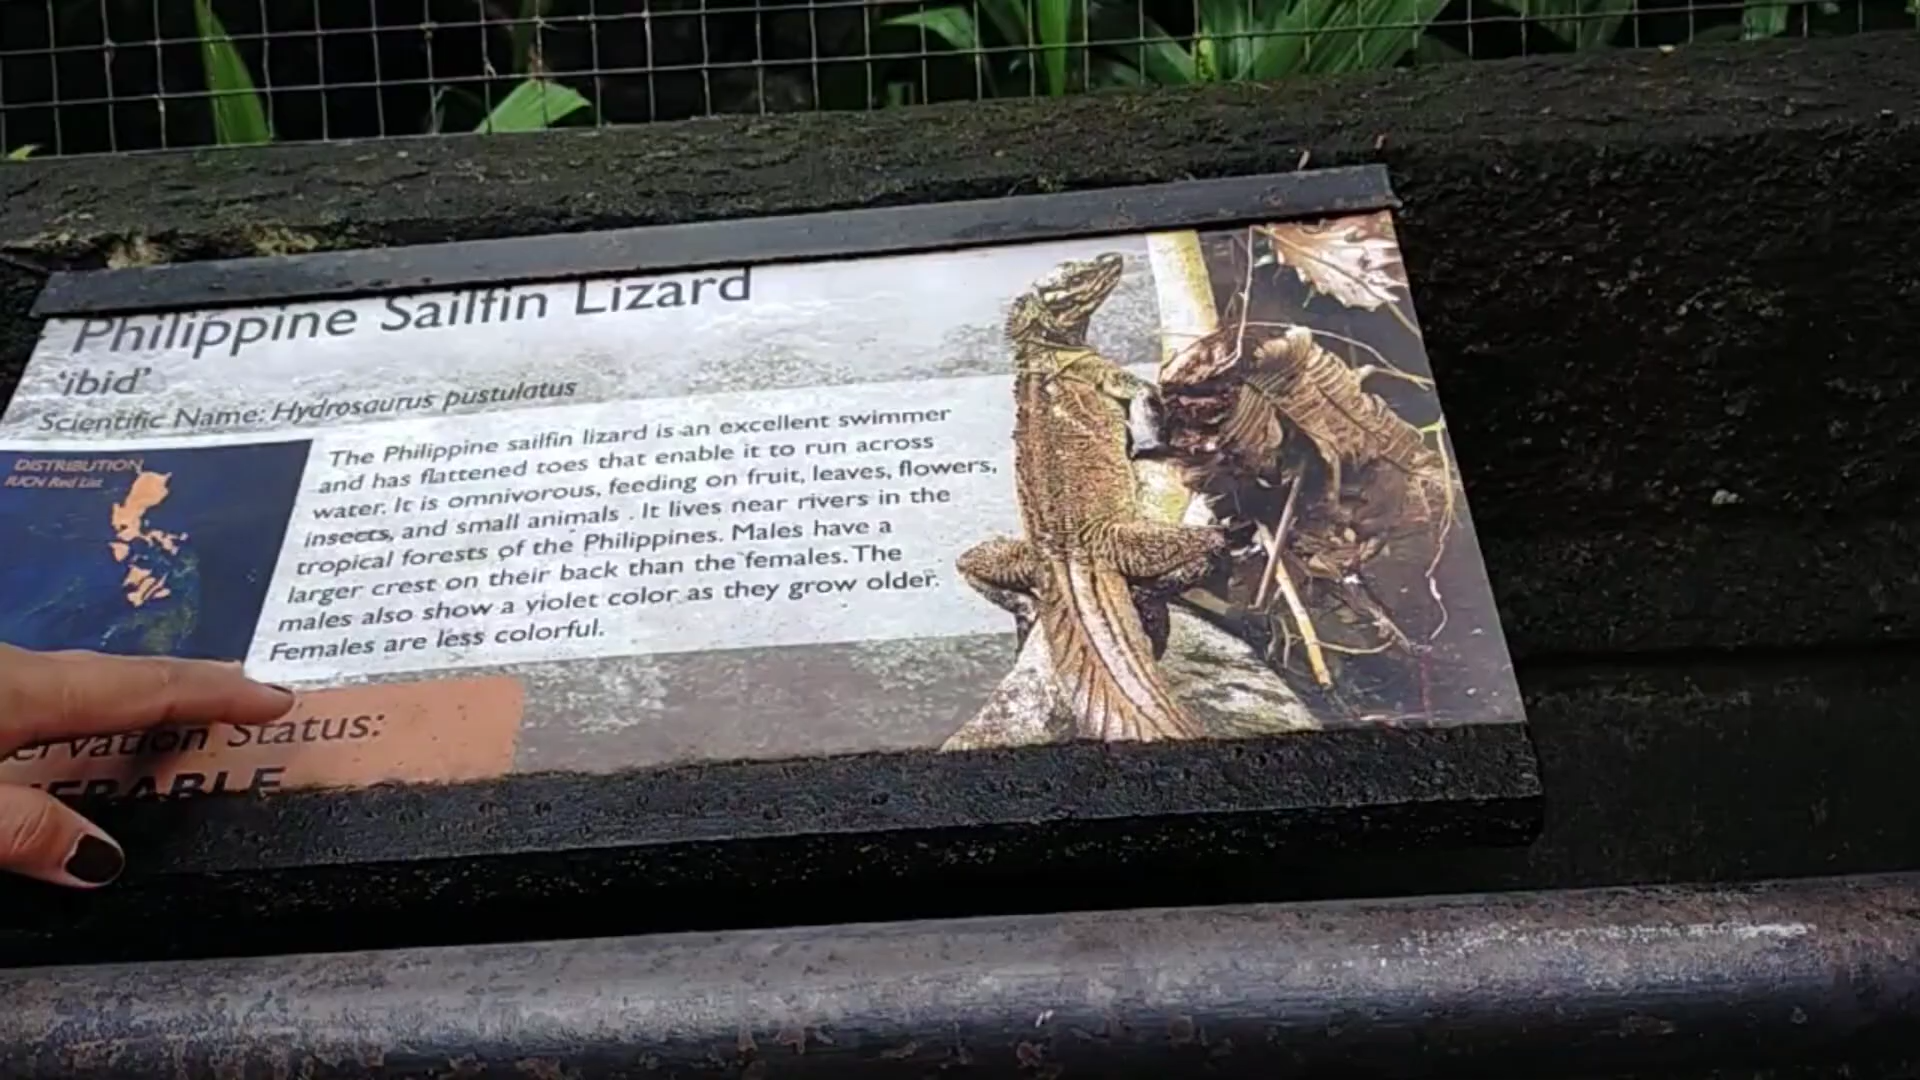 Philippine Sailfin Lizard
'ibid'
Scientific Name: Hydrosaurus pustulatus
DISTRIBUTION
IUCN Red List
The Philippine sailfin lizard is an excellent swimmer
and has flattened toes that enable it to run across
water. It is omnivorous, feeding on fruit, leaves, flowers,
insects, and small animals . It lives near rivers in the
tropical forests of the Philippines. Males have a
larger crest on their back than the females. The
males also show a violet color as they grow older.
Females are less colorful.
Status: